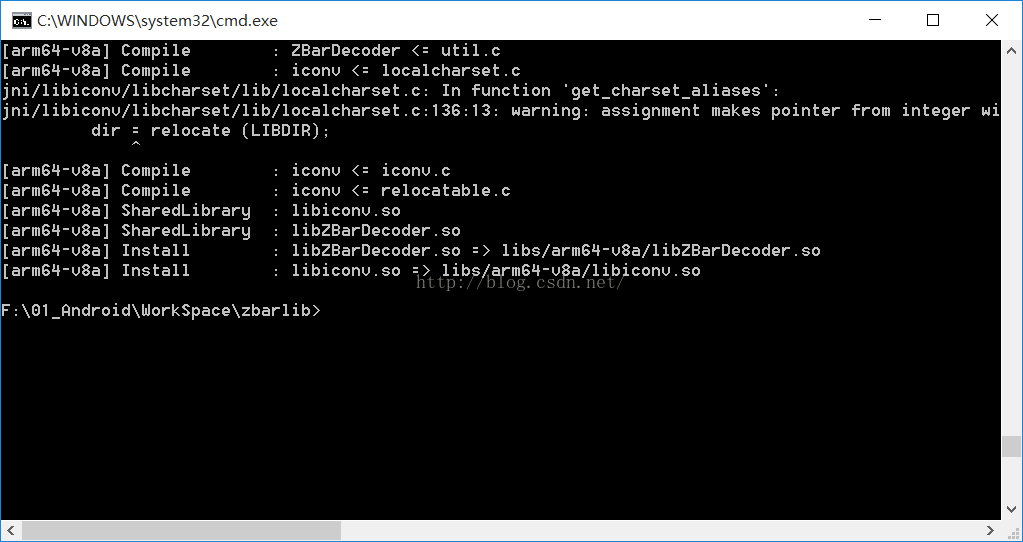 C:\WINDOWS\system32\cmd.exe
[arm64-v8a] Compile        : ZBarDecoder <= util.c
[arm64-v8a] Compile        : iconv <= localcharset.c
jni/libiconv/libcharset/lib/localcharset.c: In function 'get_charset_aliases':
jni/libiconv/libcharset/lib/localcharset.c:136:13: warning: assignment makes pointer from integer wi
         dir = relocate (LIBDIR);
             ^
[arm64-v8a] Compile        : iconv <= iconv.c
[arm64-v8a] Compile        : iconv <= relocatable.c
[arm64-v8a] SharedLibrary  : libiconv.so
[arm64-v8a] SharedLibrary  : libZBarDecoder.so
[arm64-v8a] Install        : libZBarDecoder.so => libs/arm64-v8a/libZBarDecoder.so
[arm64-v8a] Install        : libiconv.so => libs/arm64-v8a/libiconv.so
http://blog.csdn.net/
F:\01_Android\WorkSpace\zbarlib>